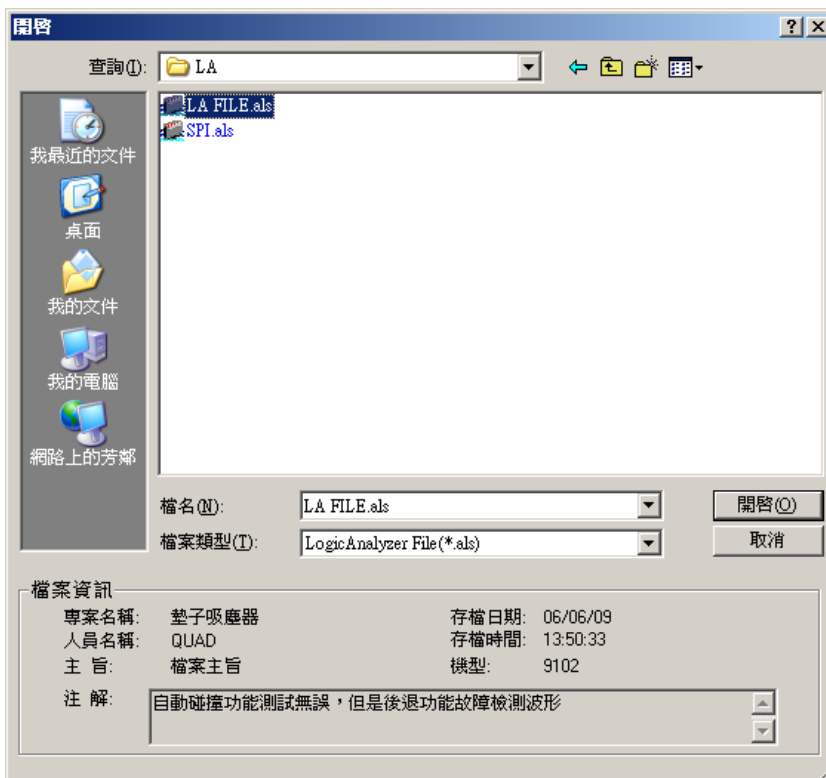 開啓
查詢(I): LA
LA FILE.als
SPI.als
我最近的文件
桌面
我的文件
我的電腦
網路上的芳鄰
檔名(N): LA FILE.als 開啓(O)
檔案類型(T): LogicAnalyzer File(*.als) 取消
檔案資訊
專案名稱: 墊子吸塵器 存檔日期: 06/06/09
人員名稱: QUAD 存檔時間: 13:50:33
主 旨: 檔案主旨 機型: 9102
注 解: 自動碰撞功能測試無誤，但是後退功能故障檢測波形